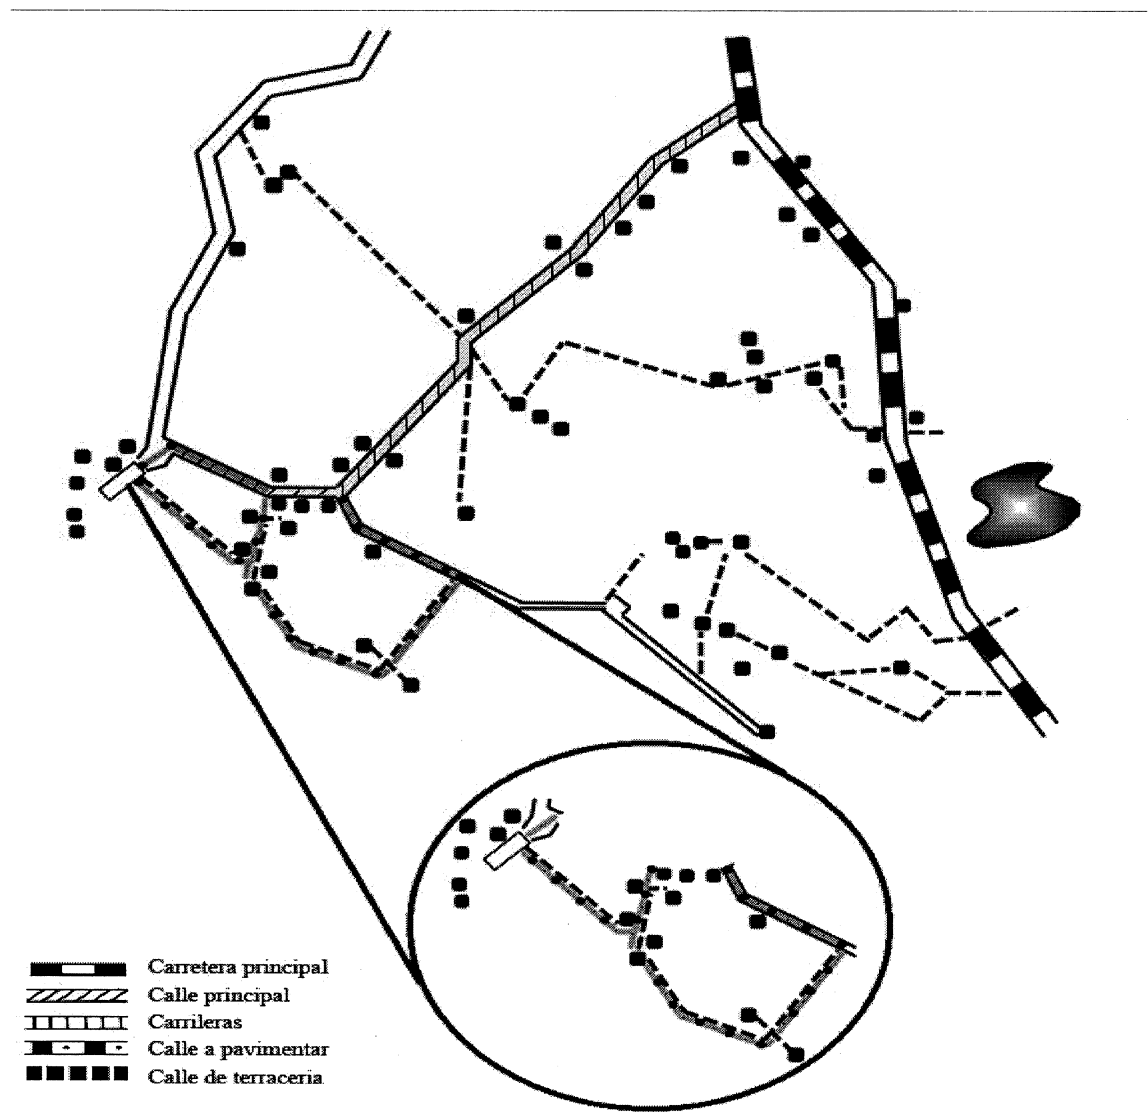 Carretera principal
Calle principal
Carrileras
Calle a pavimentar
Calle de terraceria